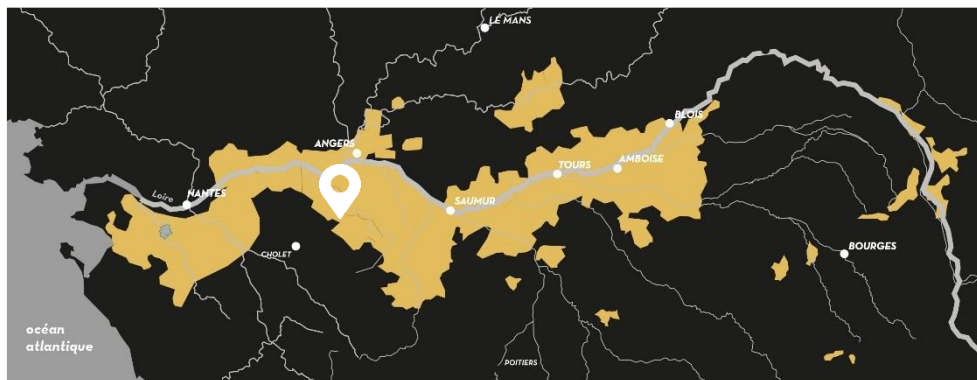 LE MANS
BLOIS
ANGERS
AMBOISE
TOURS
Loire
NANTES
SAUMUR
CHOLET
BOURGES
océan
atlantique
POITIERS